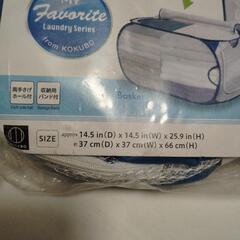 MY
Favorite
Laundry Series
from KOKUBO
Basket
両手さげ
ホール付
収納用
バンド付
SIZE
approx 14.5 in (D) x 14.5 in (W) x 25.9 in (H)
約 37 cm (D) x 37 cm (W) x 66 cm (H)